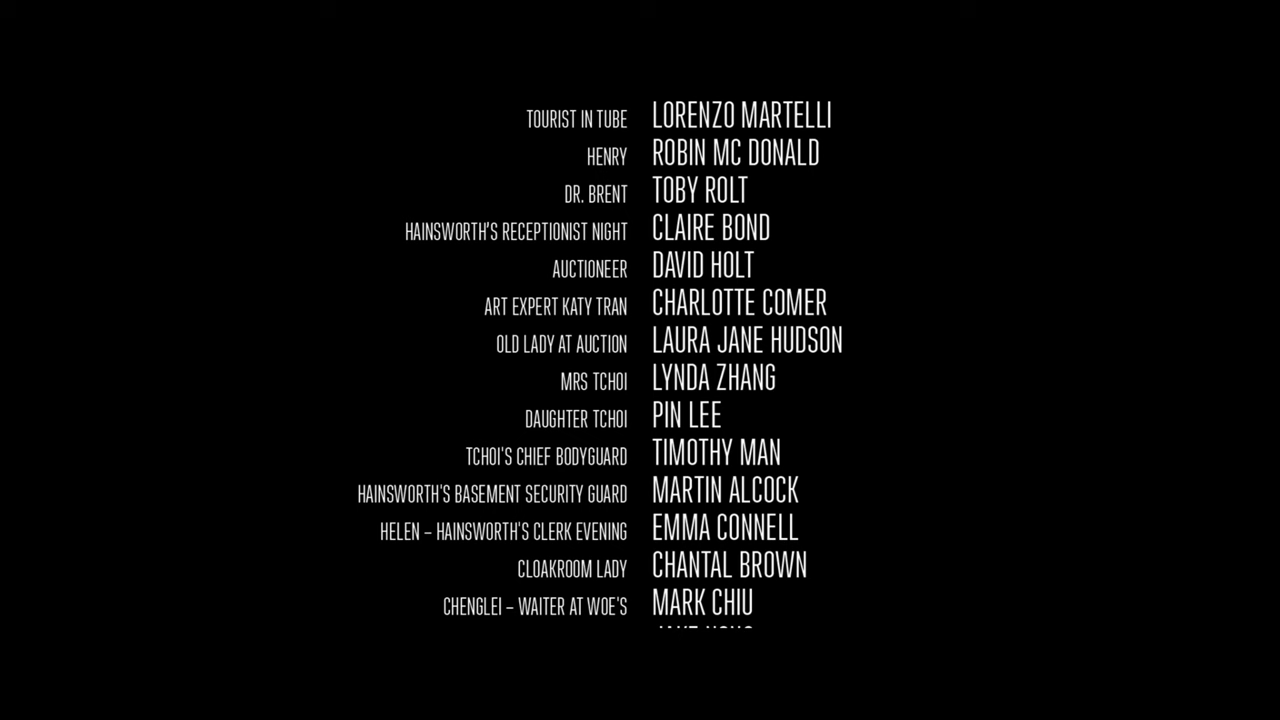 TOURIST IN TUBE LORENZO MARTELLI
HENRY ROBIN MC DONALD
DR. BRENT TOBY ROLT
HAINSWORTH'S RECEPTIONIST NIGHT CLAIRE BOND
AUCTIONEER DAVID HOLT
ART EXPERT KATY TRAN CHARLOTTE COMER
OLD LADY AT AUCTION LAURA JANE HUDSON
MRS TCHOI LYNDA ZHANG
DAUGHTER TCHOI PIN LEE
TCHOI'S CHIEF BODYGUARD TIMOTHY MAN
HAINSWORTH'S BASEMENT SECURITY GUARD MARTIN ALCOCK
HELEN – HAINSWORTH'S CLERK EVENING EMMA CONNELL
CLOAKROOM LADY CHANTAL BROWN
CHENGLEI – WAITER AT WOE'S MARK CHIU